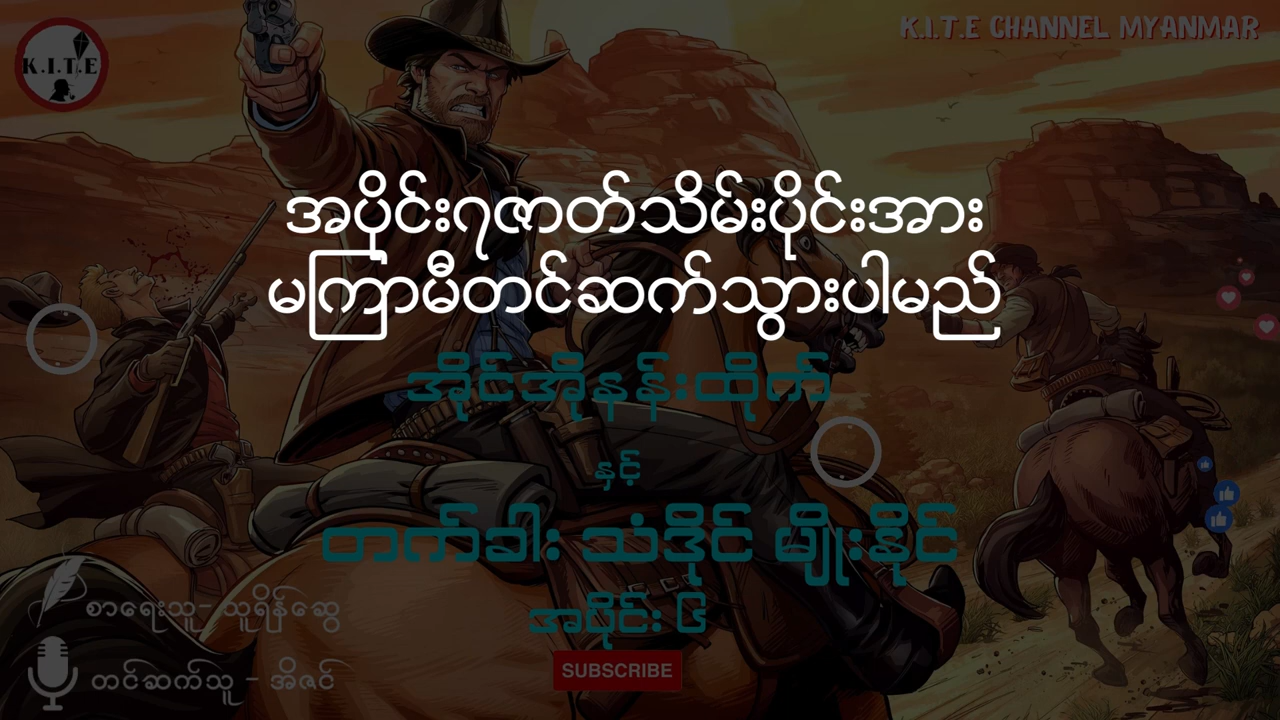 K.I.T.E
K.I.T.E CHANNEL MYANMAR
အပိုင်း၇ဇာတ်သိမ်းပိုင်းအား
မကြာမီတင်ဆက်သွားပါမည်
အိုင်အိုနန်းထိုက်
နှင့်
တက်ခါး သံဒိုင် မျိုးနိုင်
အပိုင်း ၆
စာရေးသူ- သူရိန်ဆွေ
တင်ဆက်သူ - အိဇင်
SUBSCRIBE